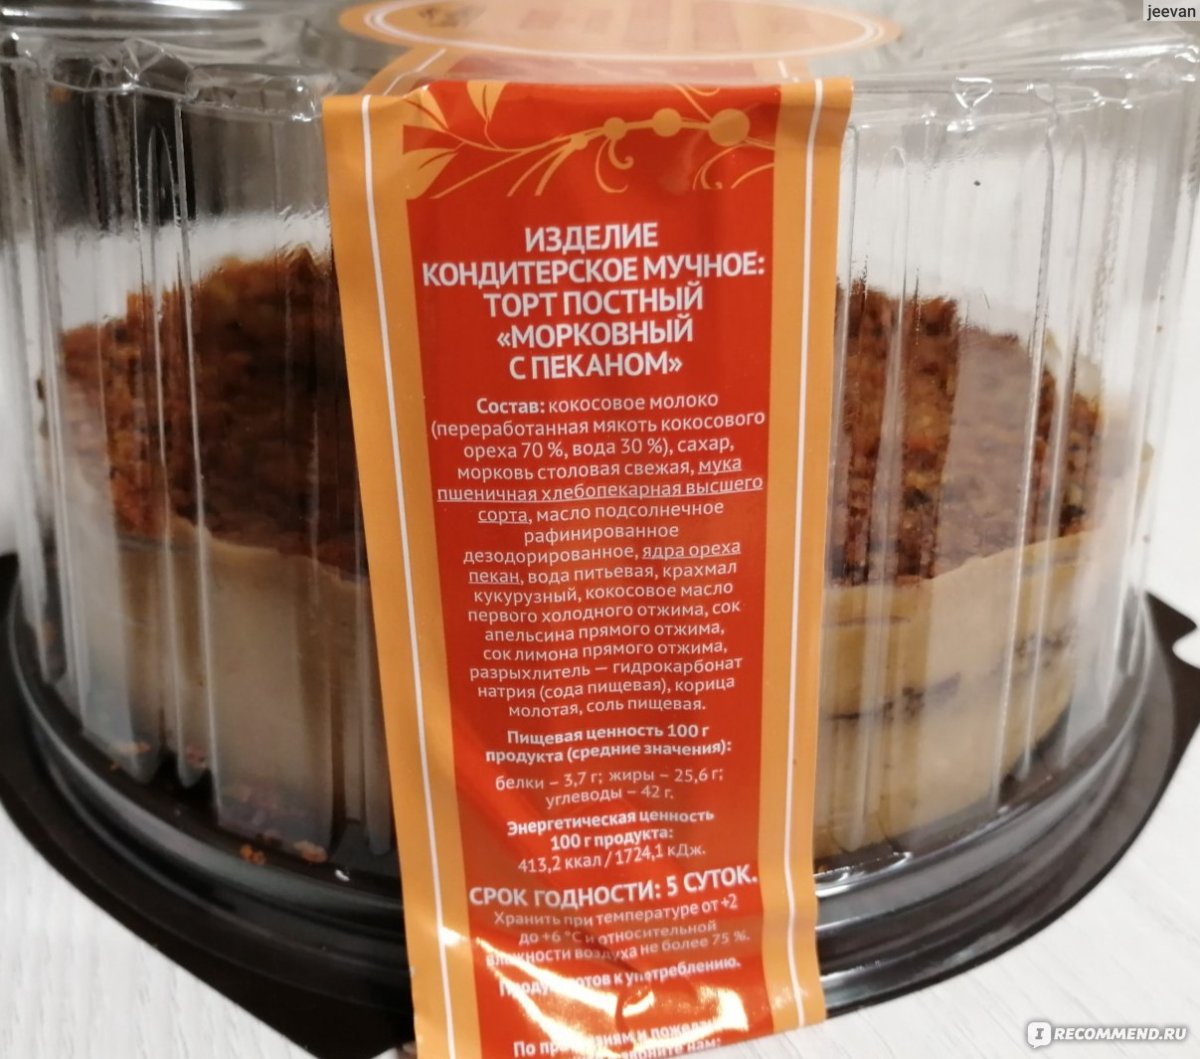 jeevan
ИЗДЕЛИЕ
КОНДИТЕРСКОЕ МУЧНОЕ:
ТОРТ ПОСТНЫЙ
«МОРКОВНЫЙ
С ПЕКАНОМ»
Состав: кокосовое молоко
(переработанная мякоть кокосового
ореха 70 %, вода 30 %), сахар,
морковь столовая свежая, мука
пшеничная хлебопекарная высшего
сорта, масло подсолнечное
рафинированное
дезодорированное, ядра ореха
пекан, вода питьевая, крахмал
кукурузный, кокосовое масло
первого холодного отжима, сок
апельсина прямого отжима,
сок лимона прямого отжима,
разрыхлитель — гидрокарбонат
натрия (сода пищевая), корица
молотая, соль пищевая.
Пищевая ценность 100 г
продукта (средние значения):
белки – 3,7 г; жиры – 25,6 г;
углеводы – 42 г.
Энергетическая ценность
100 г продукта:
413,2 ккал / 1724,1 кДж.
СРОК ГОДНОСТИ: 5 СУТОК.
Хранить при температуре от +2
до +6 °С и относительной
влажности воздуха не более 75 %.
к употреблению.
По
нам:
I RECOMMEND.RU